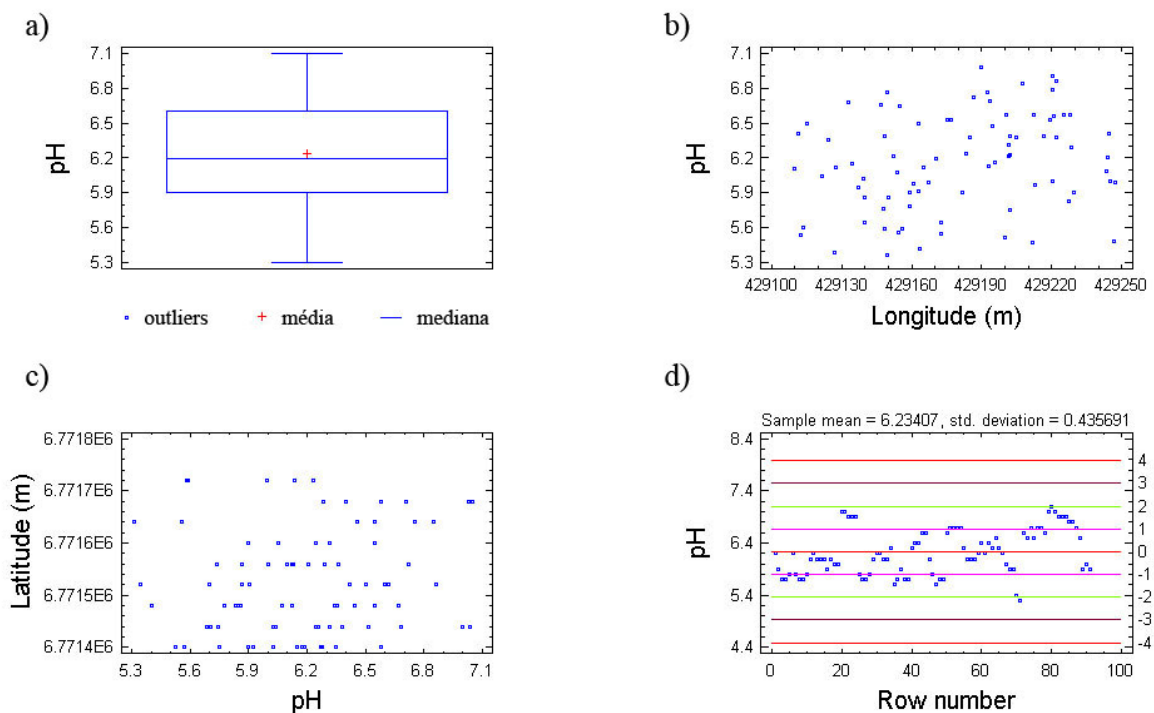 a)
pH
7.1
6.8
6.5
6.2
5.9
5.6
5.3
outliers
média
mediana
b)
pH
7.1
6.8
6.5
6.2
5.9
5.6
5.3
429100 429130 429160 429190 429220 429250
Longitude (m)
c)
Latitude (m)
6.7718E6
6.7717E6
6.7716E6
6.7715E6
6.7714E6
5.3 5.6 5.9 6.2 6.5 6.8 7.1
pH
d)
Sample mean = 6.23407, std. deviation = 0.435691
pH
8.4
7.4
6.4
5.4
4.4
4
3
2
1
0
-1
-2
-3
-4
0 20 40 60 80 100
Row number